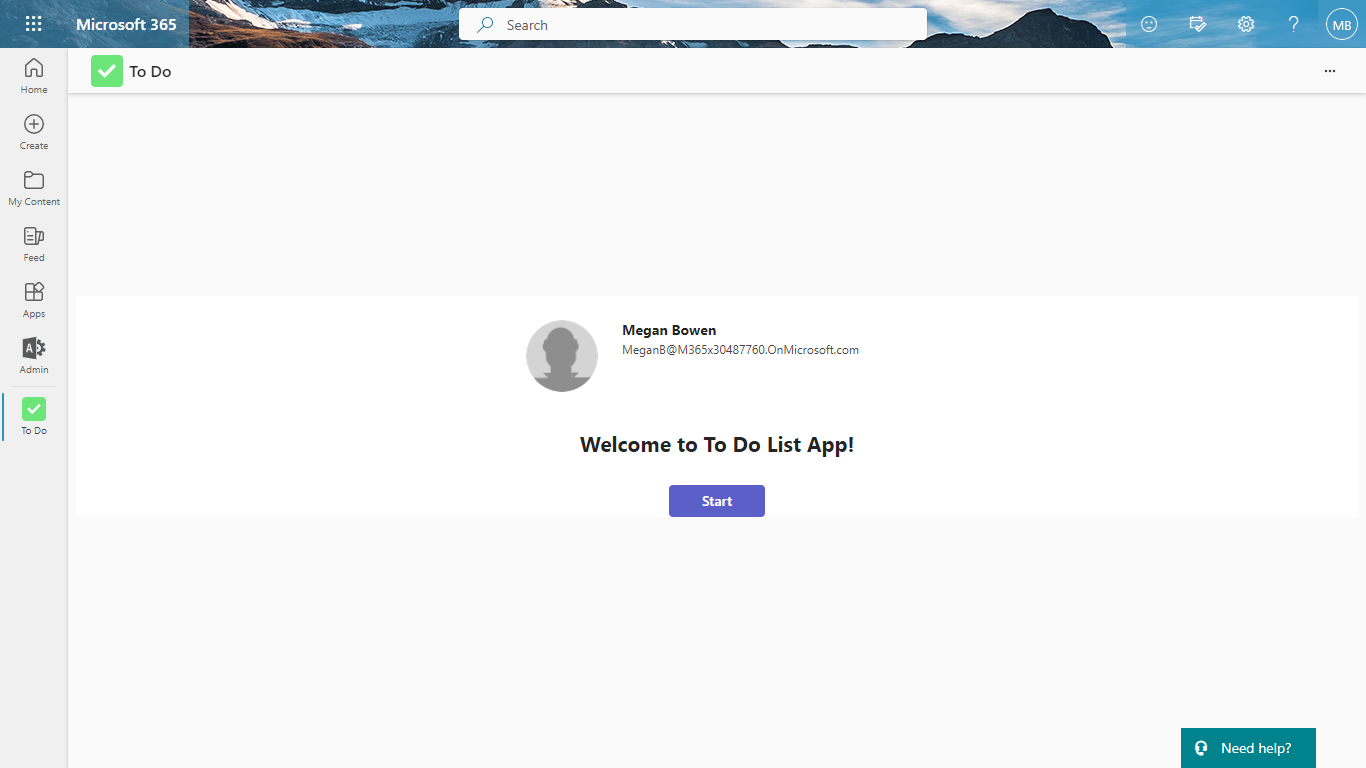 Microsoft 365
Search
?
MB
Home
Create
My Content
Feed
Apps
A
Admin
To Do
To Do
...
Megan Bowen
MeganB@M365x30487760.OnMicrosoft.com
Welcome to To Do List App!
Start
Need help?